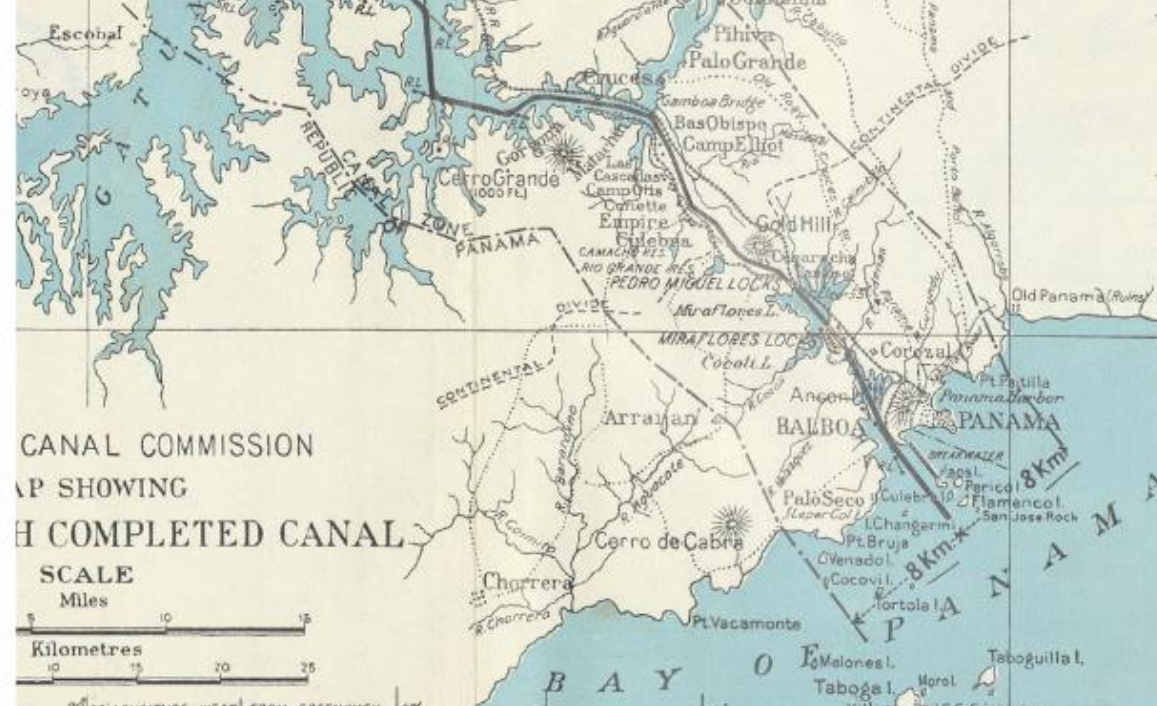 R.L
R.L
Escobal
R.L
R.L
G A T U
Pihiva
Palo Grande
Cruces
Gamboa Bridge
Bas Obispo
Camp Elliot
CONTINENTAL DIVIDE
Gorgona
Matachin
Cerro Grande
(1000 Ft.)
Las
Cascadas
Camp Otis
Cunette
Empire
Culebra
Gold Hill
CANAL ZONE
REPUBLIC OF PANAMA
CAMACHO RES.
RIO GRANDE RES.
PEDRO MIGUEL LOCKS
Miraflores L.
MIRAFLORES LOCKS
Cocoli L
R. Cocoli
Corozal
R. Algarrobo
Old Panama (Ruins)
CONTINENTAL DIVIDE
Pt. Paitilla
Panama Harbor
Ancon
BALBOA
PANAMA
BREAKWATER
8 Km.
Arraijan
R. Aguacate
Naos I.
Perico I.
Flamenco I.
San Jose Rock
Culebra I.
Palo Seco
(Leper Col.)
I. Changarmi
Pt. Bruja
Venado I.
Cocovi I.
Tortola I.
8 Km.
Cerro de Cabra
Chorrera
R. Chorrera
Pt. Vacamonte
CANAL COMMISSION
AP SHOWING
H COMPLETED CANAL
SCALE
Miles
5 10 15
Kilometres
10 15 20 25
BAY OF PANAMA
Melones I.
Taboguilla I.
Taboga I.
Morol.